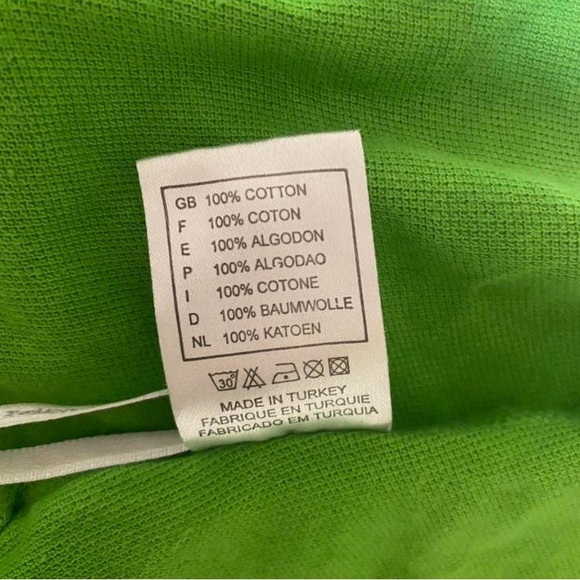 GB 100% COTTON
F 100% COTON
E 100% ALGODON
P 100% ALGODAO
I 100% COTONE
D 100% BAUMWOLLE
NL 100% KATOEN
30°
MADE IN TURKEY
FABRIQUE EN TURQUIE
FABRICADO EM TURQUIA